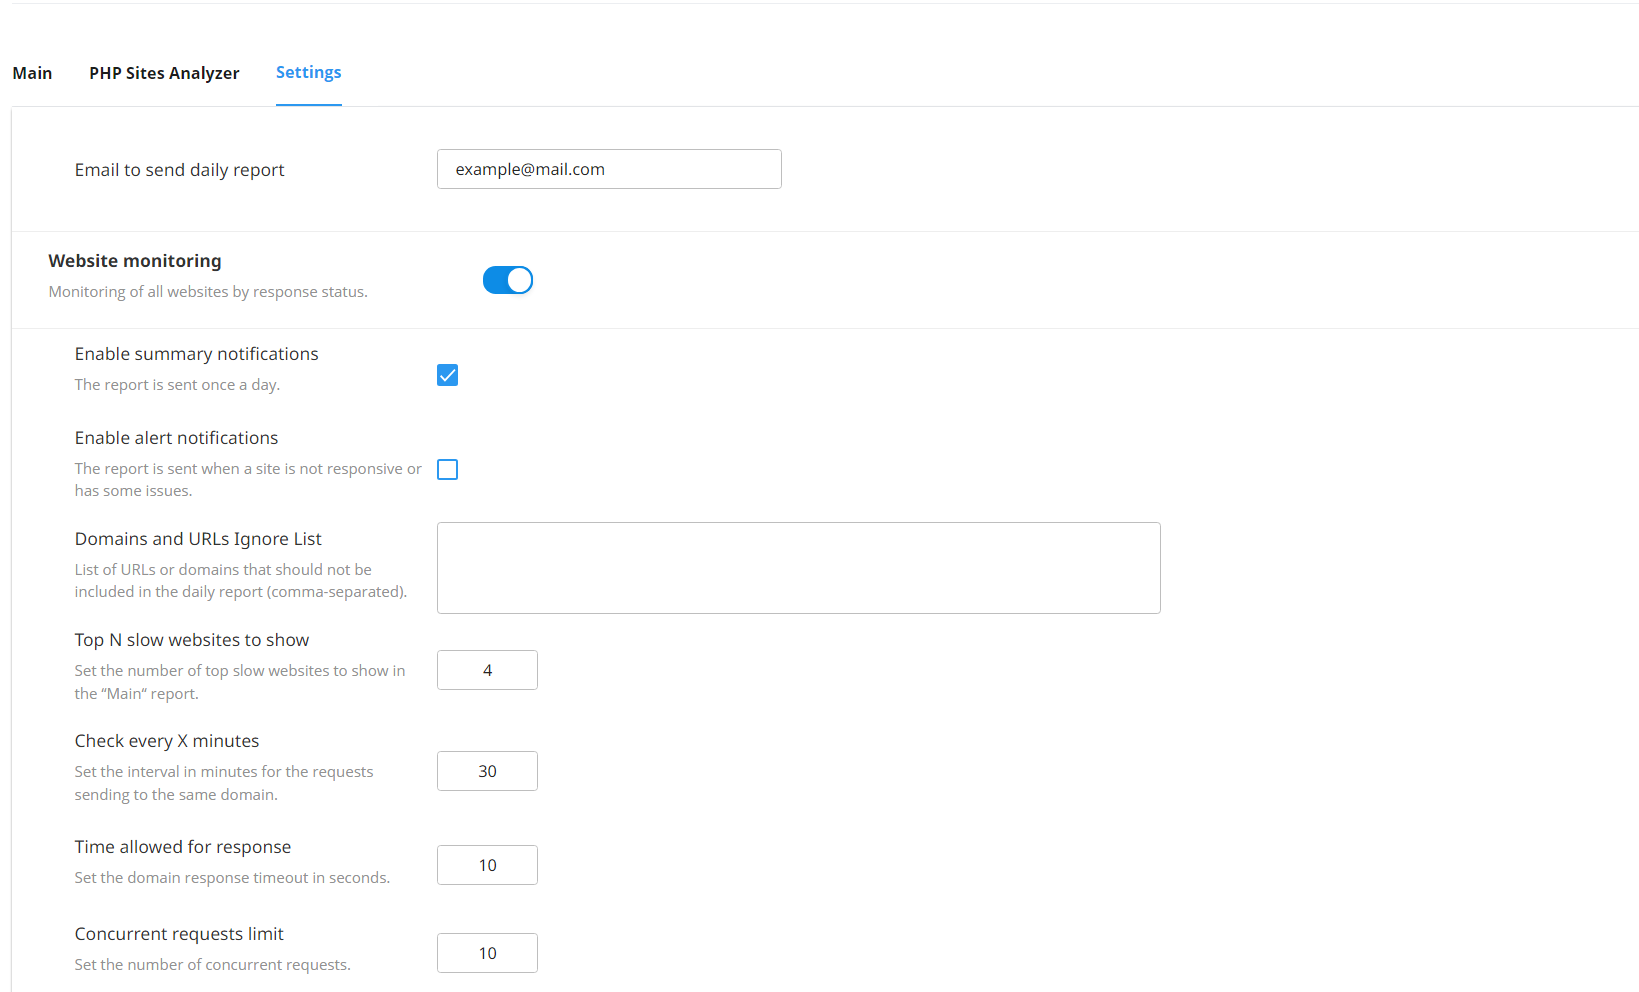 Main PHP Sites Analyzer Settings
Email to send daily report example@mail.com
Website monitoring
Monitoring of all websites by response status.
Enable summary notifications
The report is sent once a day.
Enable alert notifications
The report is sent when a site is not responsive or
has some issues.
Domains and URLs Ignore List
List of URLs or domains that should not be
included in the daily report (comma-separated).
Top N slow websites to show
Set the number of top slow websites to show in
the “Main“ report.
4
Check every X minutes
Set the interval in minutes for the requests
sending to the same domain.
30
Time allowed for response
Set the domain response timeout in seconds.
10
Concurrent requests limit
Set the number of concurrent requests.
10